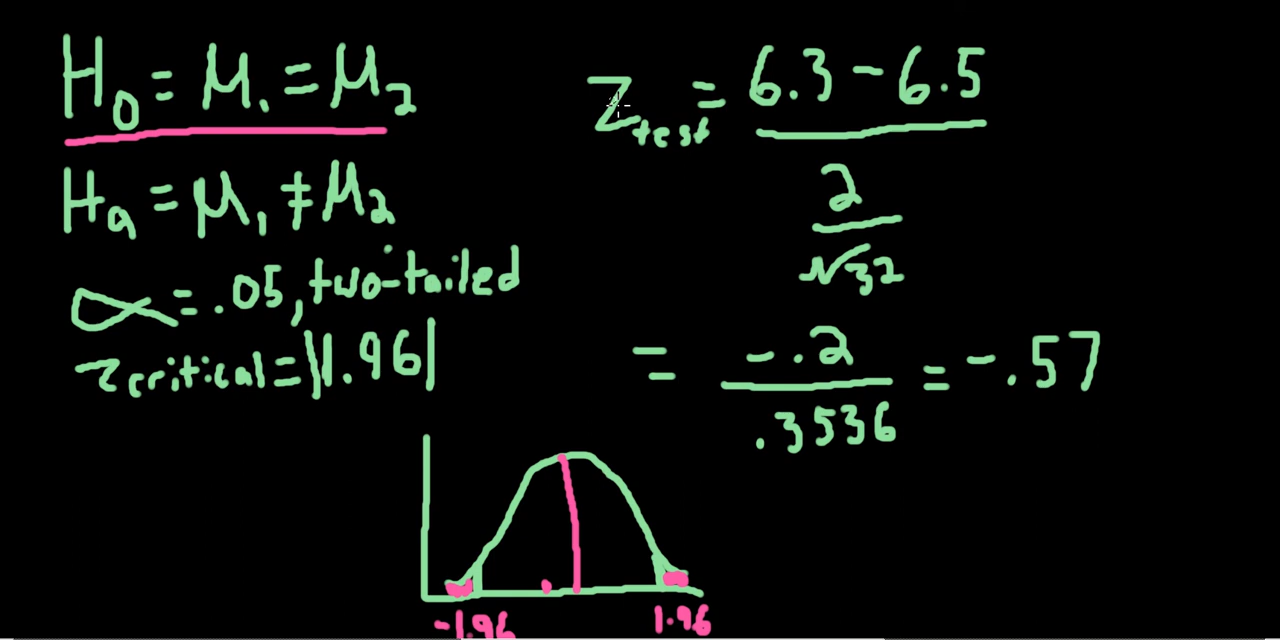 H₀ = μ₁ = μ₂
Hₐ = μ₁ ≠ μ₂
α = .05, two-tailed
zcritical = |1.96|
Ztest = 6.3 - 6.5
2
√32
= -.2 = -.57
.3536
-1.96 1.96